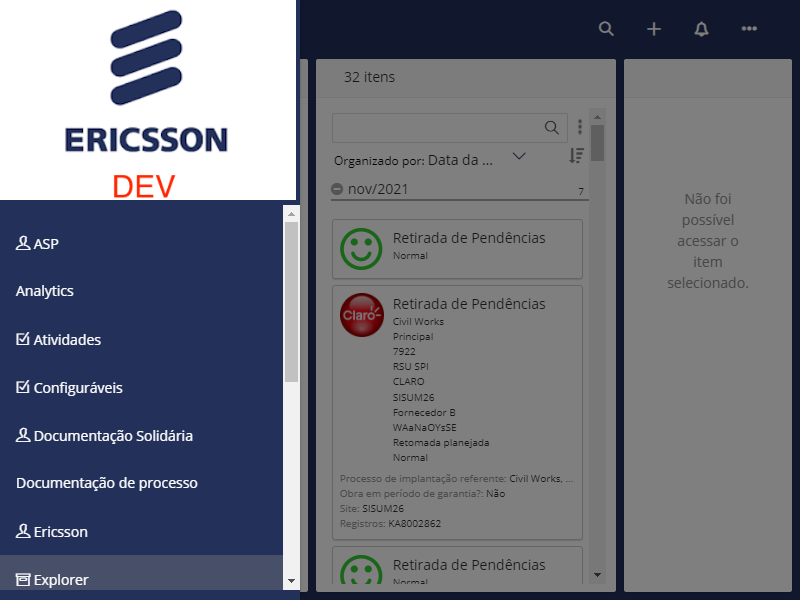 ERICSSON
DEV
ASP
Analytics
Atividades
Configuráveis
Documentação Solidária
Documentação de processo
Ericsson
Explorer
32 itens
Organizado por: Data da ...
nov/2021
7
Retirada de Pendências
Normal
Claro
Retirada de Pendências
Civil Works
Principal
7922
RSU SPI
CLARO
SISUM26
Fornecedor B
WAaNaOYsSE
Retomada planejada
Normal
Processo de implantação referente: Civil Works, ...
Obra em período de garantia?: Não
Site: SISUM26
Registros: KA8002862
Retirada de Pendências
Normal
Não foi
possível
acessar o
item
selecionado.